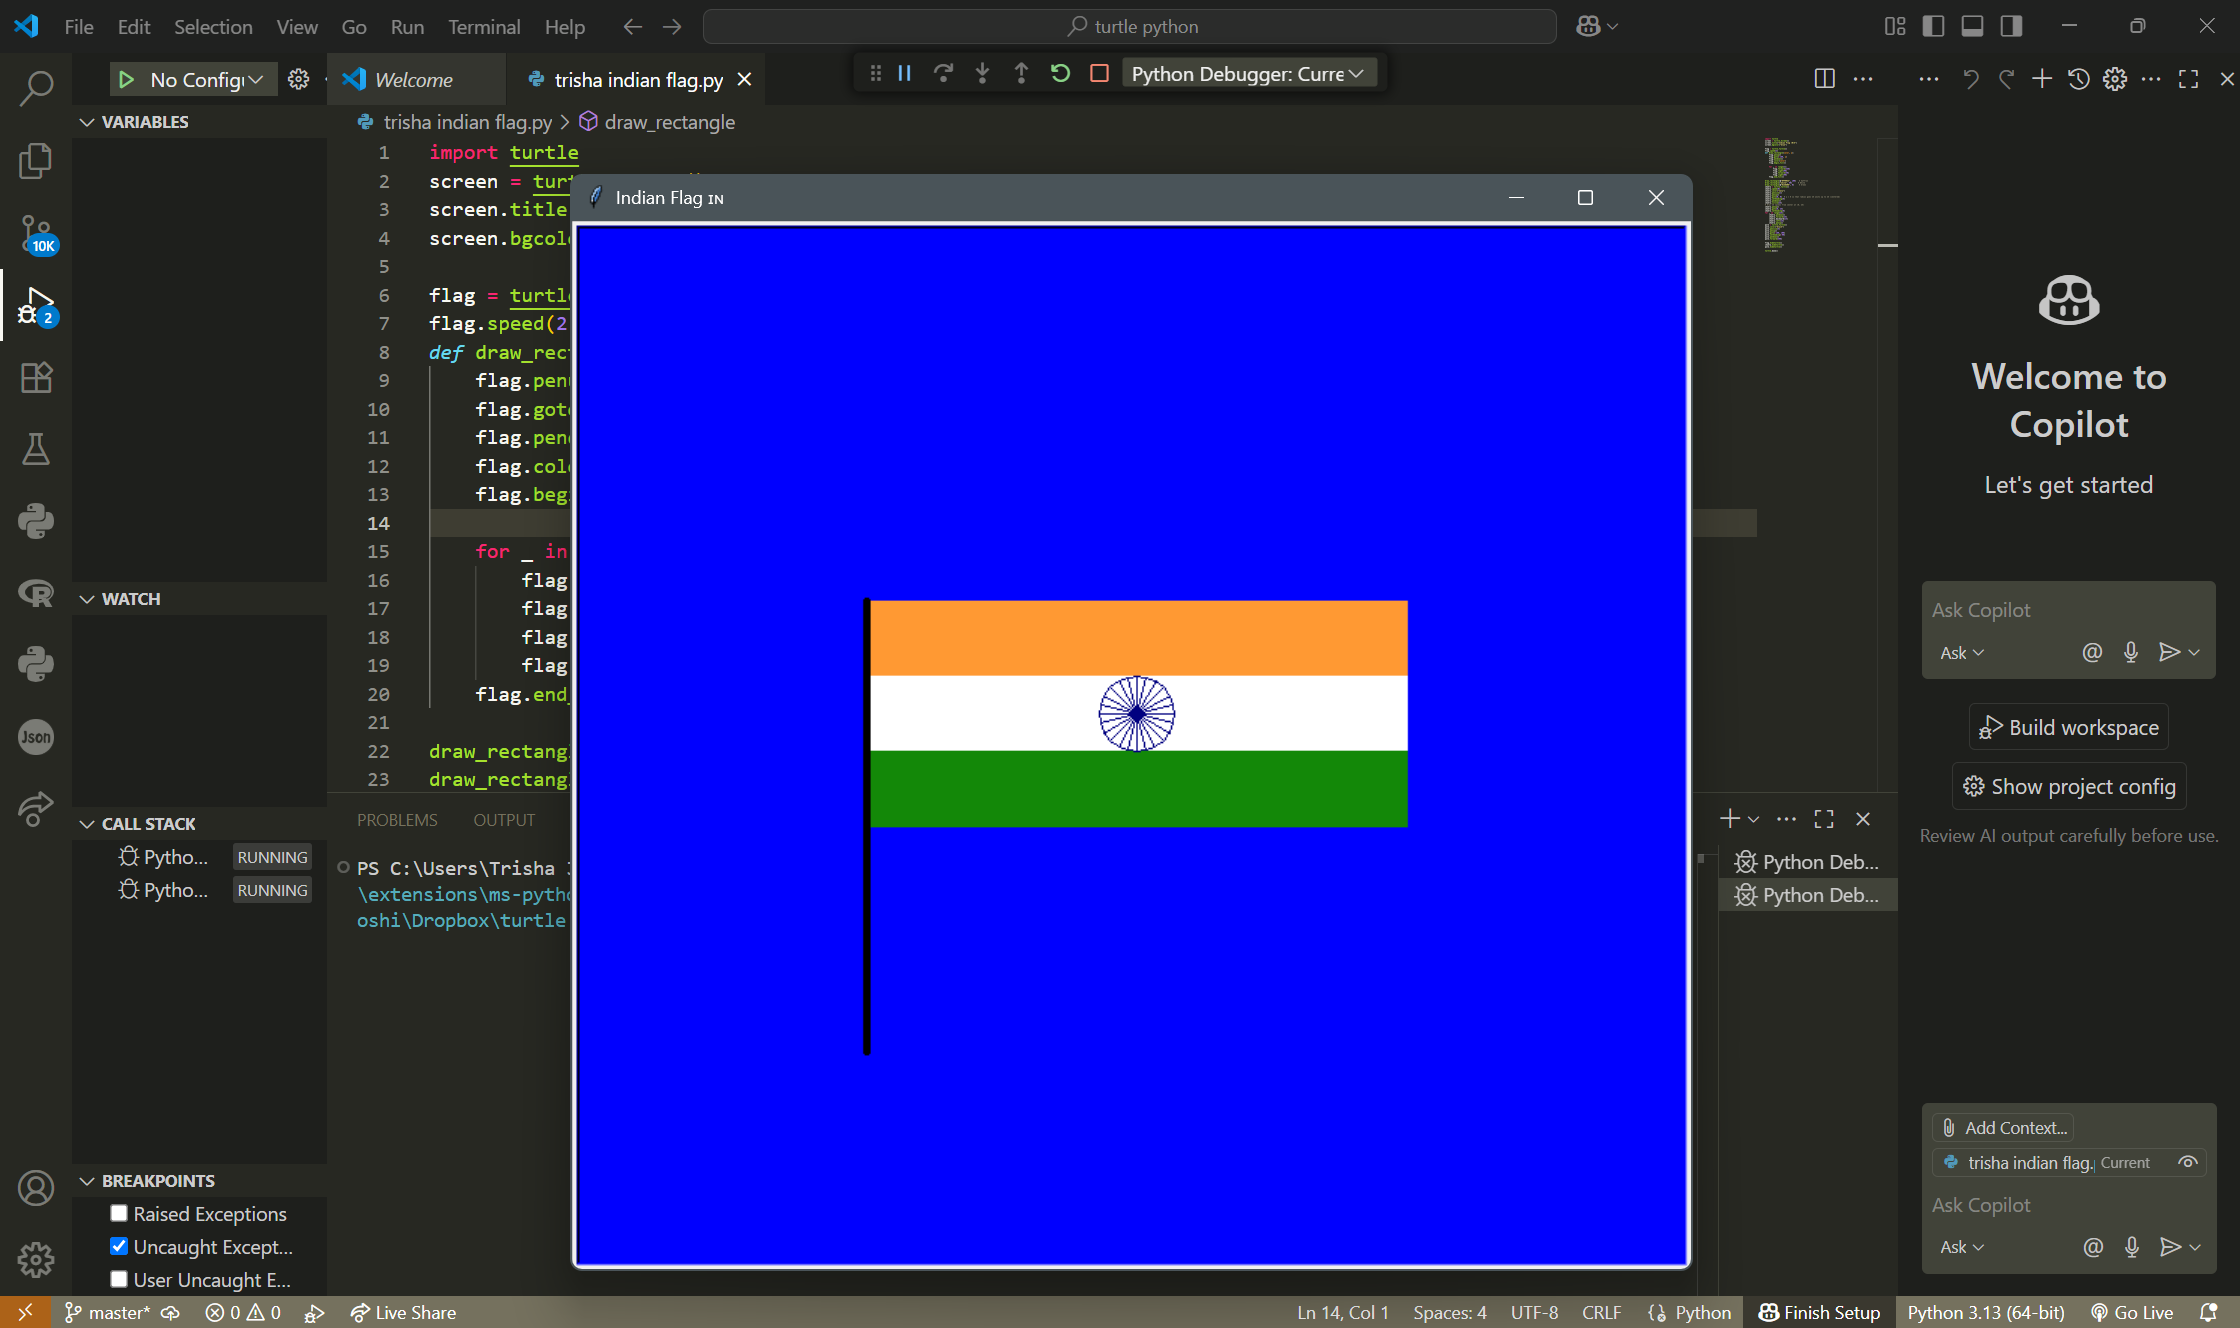 File Edit Selection View Go Run Terminal Help
turtle python
No Config
Welcome
trisha indian flag.py
Python Debugger: Curre
VARIABLES
trisha indian flag.py > draw_rectangle
1 import turtle
2 screen = turt
3 screen.title
4 screen.bgcol
5
6 flag = turtl
7 flag.speed(2
8 def draw_rect
9 flag.pen
10 flag.got
11 flag.pen
12 flag.col
13 flag.beg
14
15 for _ in
16 flag
17 flag
18 flag
19 flag
20 flag.end_
21
22 draw_rectang
23 draw_rectang
Indian Flag IN
10K
2
Json
WATCH
CALL STACK
Pytho... RUNNING
Pytho... RUNNING
BREAKPOINTS
Raised Exceptions
Uncaught Except...
User Uncaught E...
PROBLEMS OUTPUT
PS C:\Users\Trisha
\extensions\ms-pyth
oshi\Dropbox\turtle
Python Deb...
Python Deb...
Welcome to
Copilot
Let's get started
Ask Copilot
Ask
Build workspace
Show project config
Review AI output carefully before use.
Add Context...
trisha indian flag. Current
Ask Copilot
Ask
master* 0 0 Live Share Ln 14, Col 1 Spaces: 4 UTF-8 CRLF Python Finish Setup Python 3.13 (64-bit) Go Live